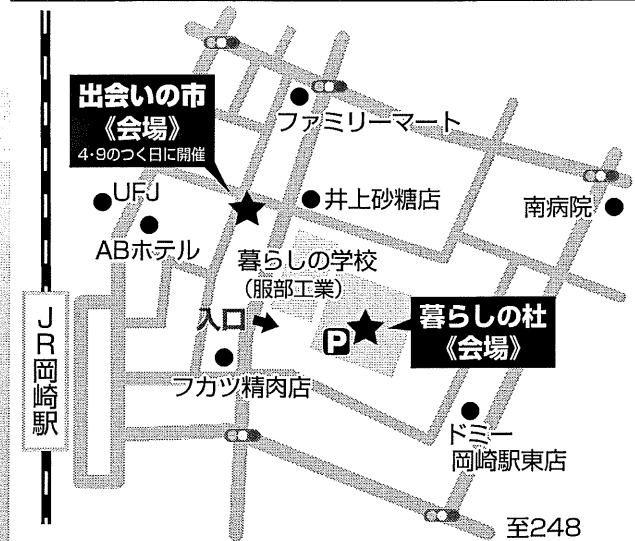 出会いの市
《会場》
4・9のつく日に開催
ファミリーマート
UFJ
ABホテル
井上砂糖店
南病院
暮らしの学校
（服部工業）
入口
P
暮らしの杜
《会場》
JR岡崎駅
フカツ精肉店
ドミー
岡崎駅東店
至248